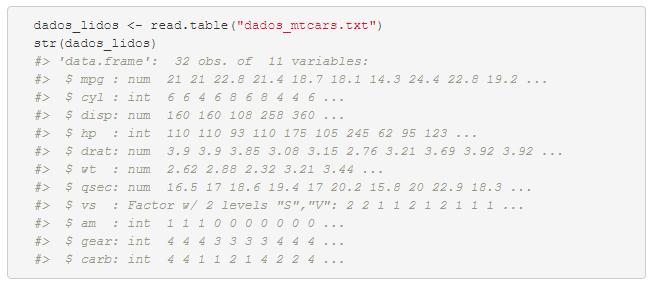 dados_lidos <- read.table("dados_mtcars.txt")
str(dados_lidos)
#> 'data.frame':  32 obs. of  11 variables:
#>  $ mpg : num  21 21 22.8 21.4 18.7 18.1 14.3 24.4 22.8 19.2 ...
#>  $ cyl : int  6 6 4 6 8 6 8 4 4 6 ...
#>  $ disp: num  160 160 108 258 360 ...
#>  $ hp  : int  110 110 93 110 175 105 245 62 95 123 ...
#>  $ drat: num  3.9 3.9 3.85 3.08 3.15 2.76 3.21 3.69 3.92 3.92 ...
#>  $ wt  : num  2.62 2.88 2.32 3.21 3.44 ...
#>  $ qsec: num  16.5 17 18.6 19.4 17 20.2 15.8 20 22.9 18.3 ...
#>  $ vs  : Factor w/ 2 levels "S","V": 2 2 1 1 2 1 2 1 1 1 ...
#>  $ am  : int  1 1 1 0 0 0 0 0 0 0 ...
#>  $ gear: int  4 4 4 3 3 3 3 4 4 4 ...
#>  $ carb: int  4 4 1 1 2 1 4 2 2 4 ...